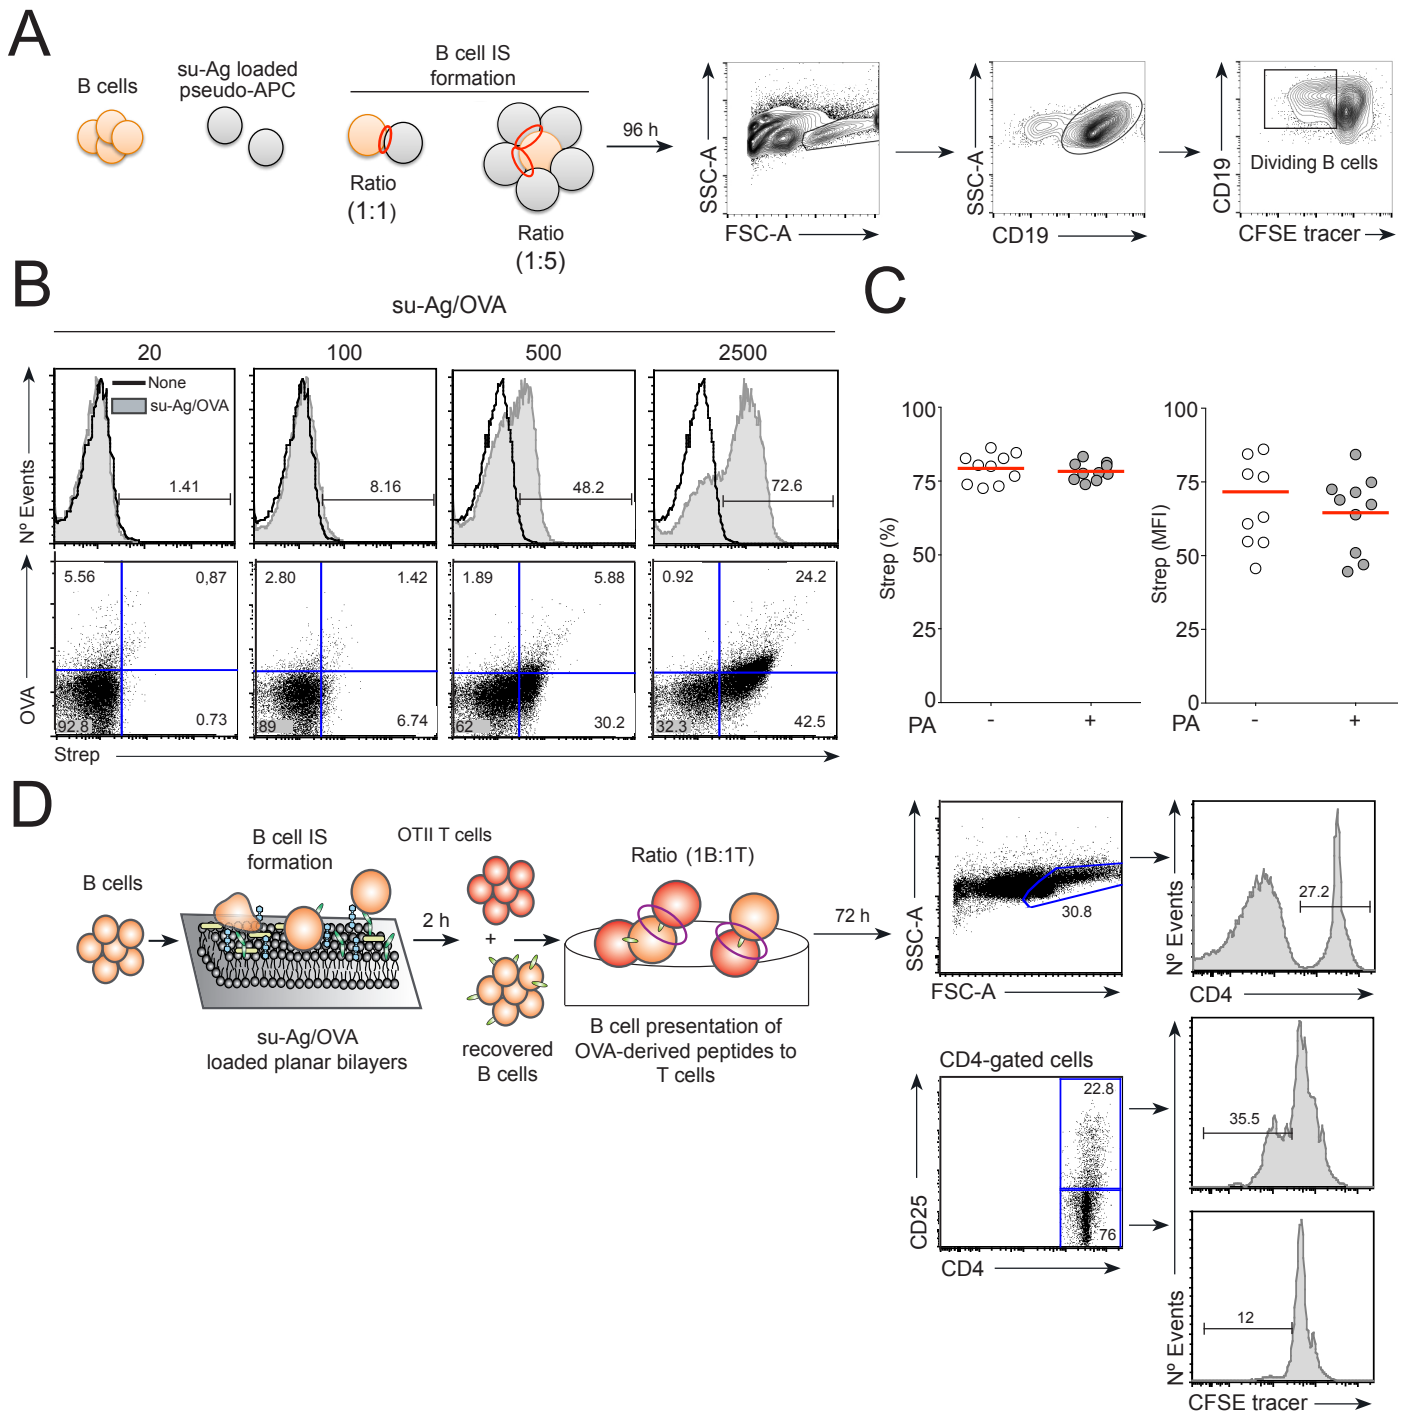 A
B cells
su-Ag loaded
pseudo-APC
B cell IS
formation
Ratio
(1:1)
Ratio
(1:5)
96 h
SSC-A
FSC-A
SSC-A
CD19
CD19
Dividing B cells
CFSE tracer
B
su-Ag/OVA
20
100
500
2500
Nº Events
None
su-Ag/OVA
1.41
8.16
48.2
72.6
OVA
5.56
0,87
92.8
0.73
2.80
1.42
89
6.74
1.89
5.88
62
30.2
0.92
24.2
32.3
42.5
Strep
C
Strep (%)
100
75
50
25
0
PA
-
+
Strep (MFI)
100
75
50
25
0
PA
-
+
D
B cells
B cell IS
formation
su-Ag/OVA
loaded planar bilayers
2 h
OTII T cells
+
recovered
B cells
Ratio (1B:1T)
B cell presentation of
OVA-derived peptides to
T cells
72 h
SSC-A
30.8
FSC-A
Nº Events
27.2
CD4
CD4-gated cells
CD25
22.8
76
CD4
35.5
Nº Events
12
CFSE tracer